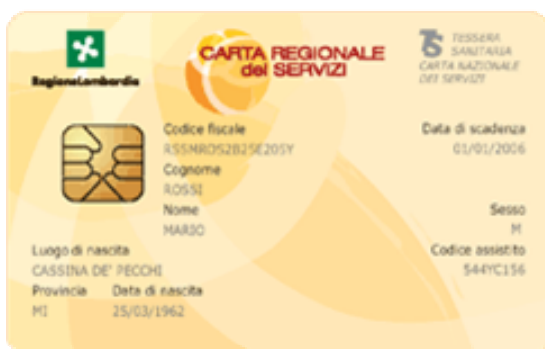 RegioneLombardia
CARTA REGIONALE
dei SERVIZI
TESSERA
SANITARIA
CARTA NAZIONALE
DEI SERVIZI
Codice fiscale
Data di scadenza
01/01/2006
Cognome
ROSSI
Nome
Sesso
MARIO
M
Luogo di nascita
Codice assistito
CASSINA DE' PECCHI
544YC156
Provincia Data di nascita
MI 25/03/1962